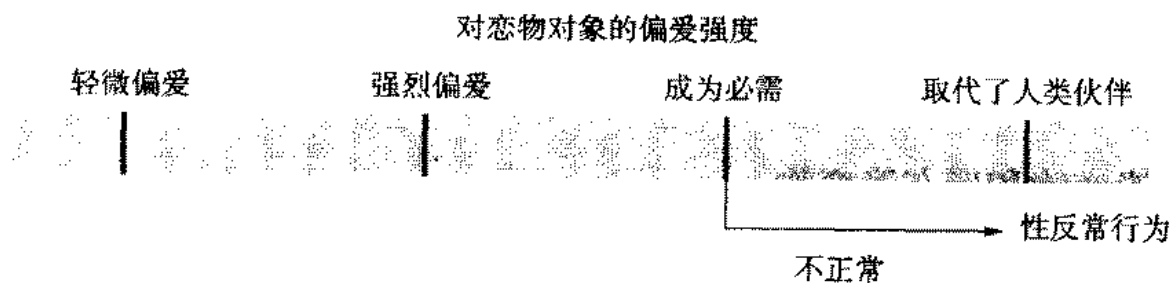 对恋物对象的偏爱强度
轻微偏爱
强烈偏爱
成为必需
取代了人类伙伴
性反常行为
不正常